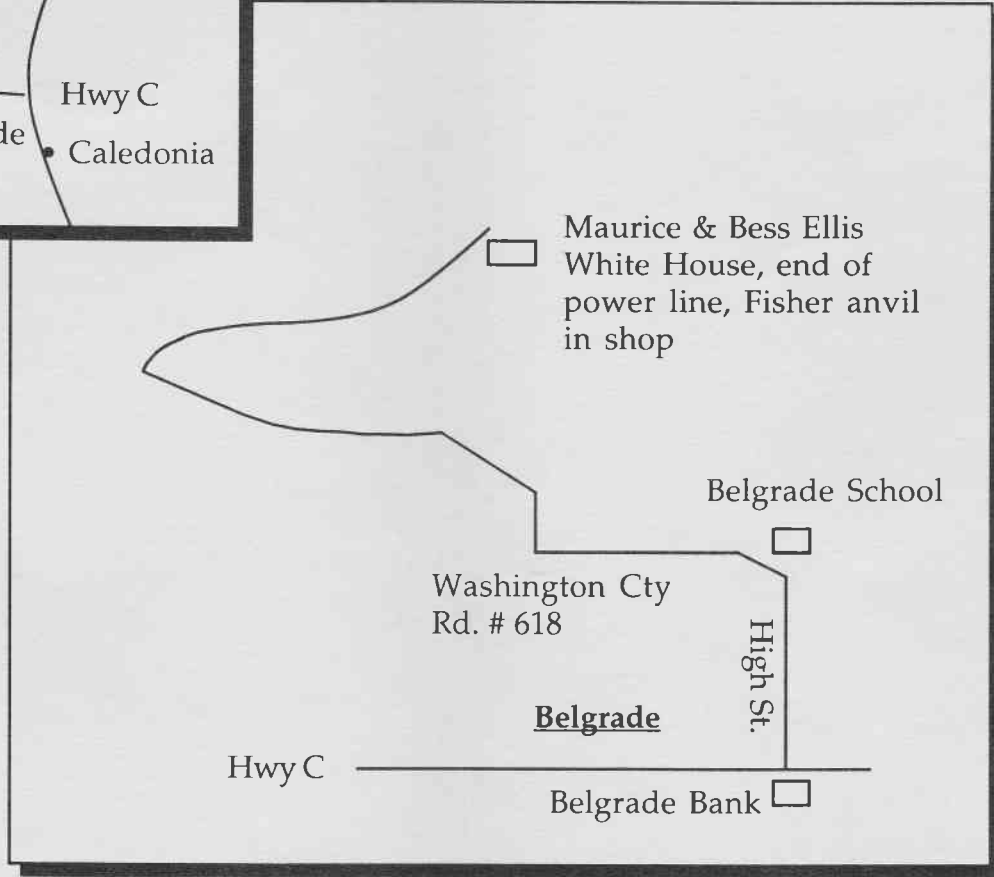 Hwy C
de
Caledonia
Maurice & Bess Ellis
White House, end of
power line, Fisher anvil
in shop
Belgrade School
Washington Cty
Rd. # 618
High St.
Belgrade
Hwy C
Belgrade Bank